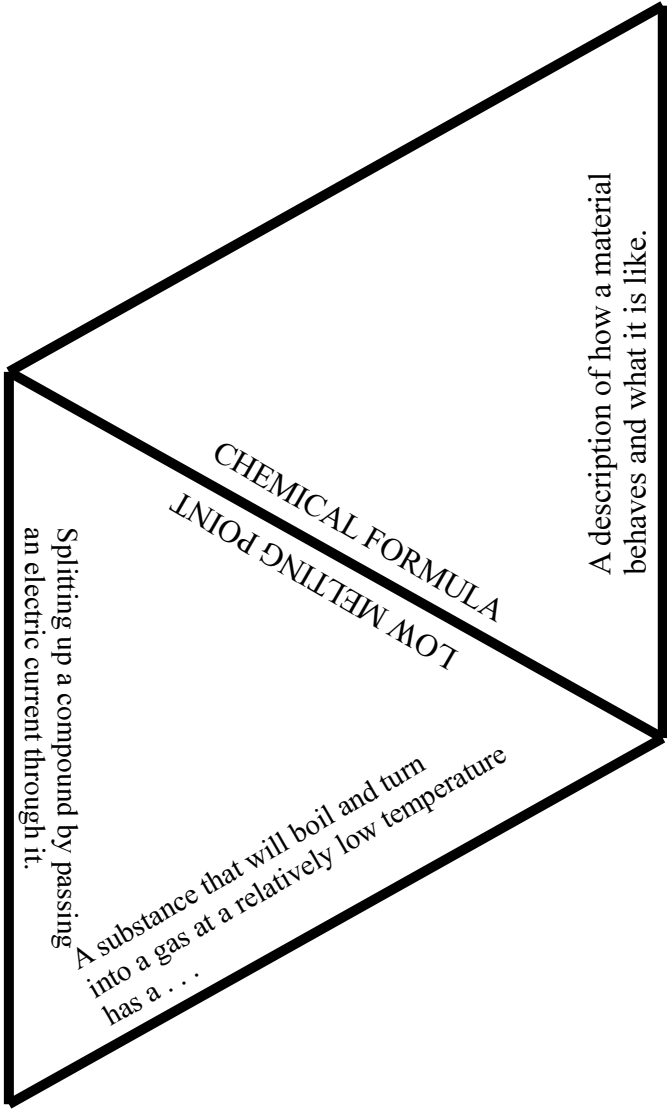 A description of how a material
behaves and what it is like.
CHEMICAL FORMULA
LOW MELTING POINT
Splitting up a compound by passing
an electric current through it.
A substance that will boil and turn
into a gas at a relatively low temperature
has a . . .